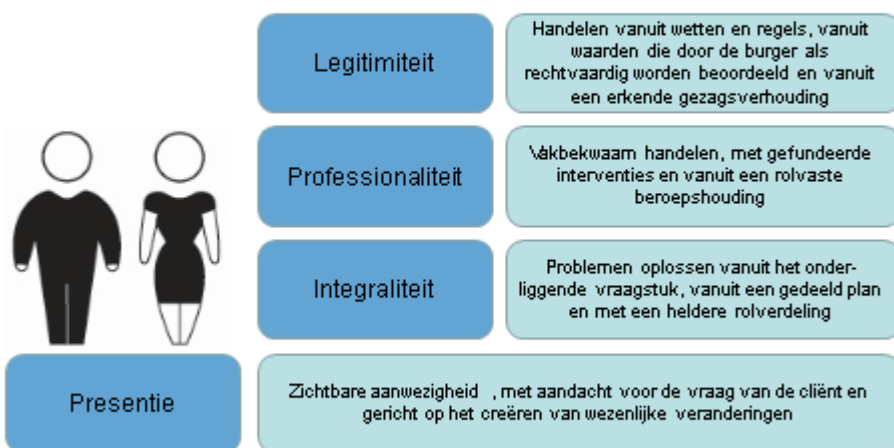 Legitimiteit
Handelen vanuit wetten en regels, vanuit
waarden die door de burger als
rechtvaardig worden beoordeeld en vanuit
een erkende gezagsverhouding
Professionaliteit
Vakbekwaam handelen, met gefundeerde
interventies en vanuit een rolvaste
beroepshouding
Integraliteit
Problemen oplossen vanuit het onder-
liggende vraagstuk, vanuit een gedeeld plan
en met een heldere rolverdeling
Presentie
Zichtbare aanwezigheid , met aandacht voor de vraag van de cliënt en
gericht op het creëren van wezenlijke veranderingen